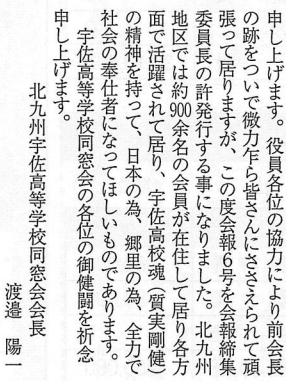 申し上げます。役員各位の協力により前会長
の跡をついで微力乍ら皆さんにささえられて頑
張って居りますが、この度会報6号を会報締集
委員長の許発行する事になりました。北九州
地区では約900余名の会員が在住して居り各方
面で活躍されて居り、宇佐高校魂（質実剛健）
の精神を持って、日本の為、郷里の為、全力で
社会の奉仕者になってほしいものであります。
　宇佐高等学校同窓会の各位の御健闘を祈念
申し上げます。
北九州宇佐高等学校同窓会会長
渡邉　陽一